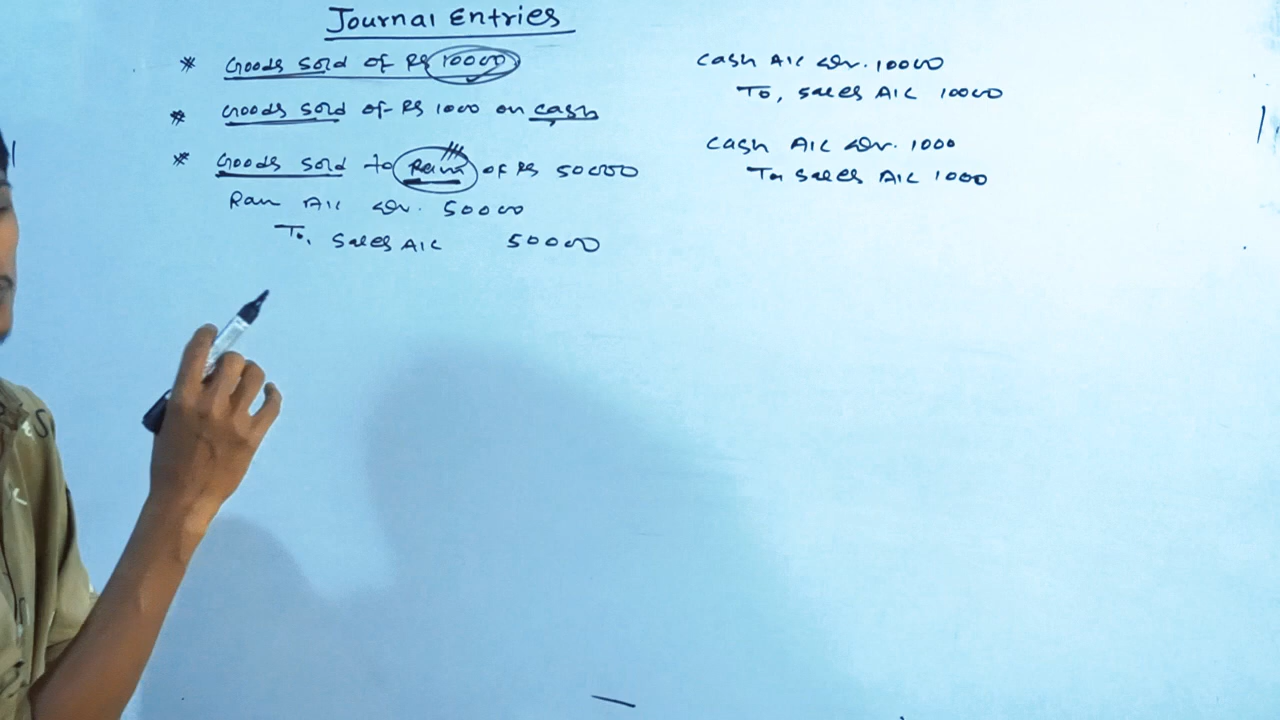 Journal Entries
* Goods sold of Rs 10000
* Goods sold of Rs 1000 on cash
* Goods sold to Ram of Rs 50000
Ram A/c Dr. 50000
To, Sales A/c 50000
Cash A/c Dr. 10000
To, Sales A/c 10000
Cash A/c Dr. 1000
To, Sales A/c 1000